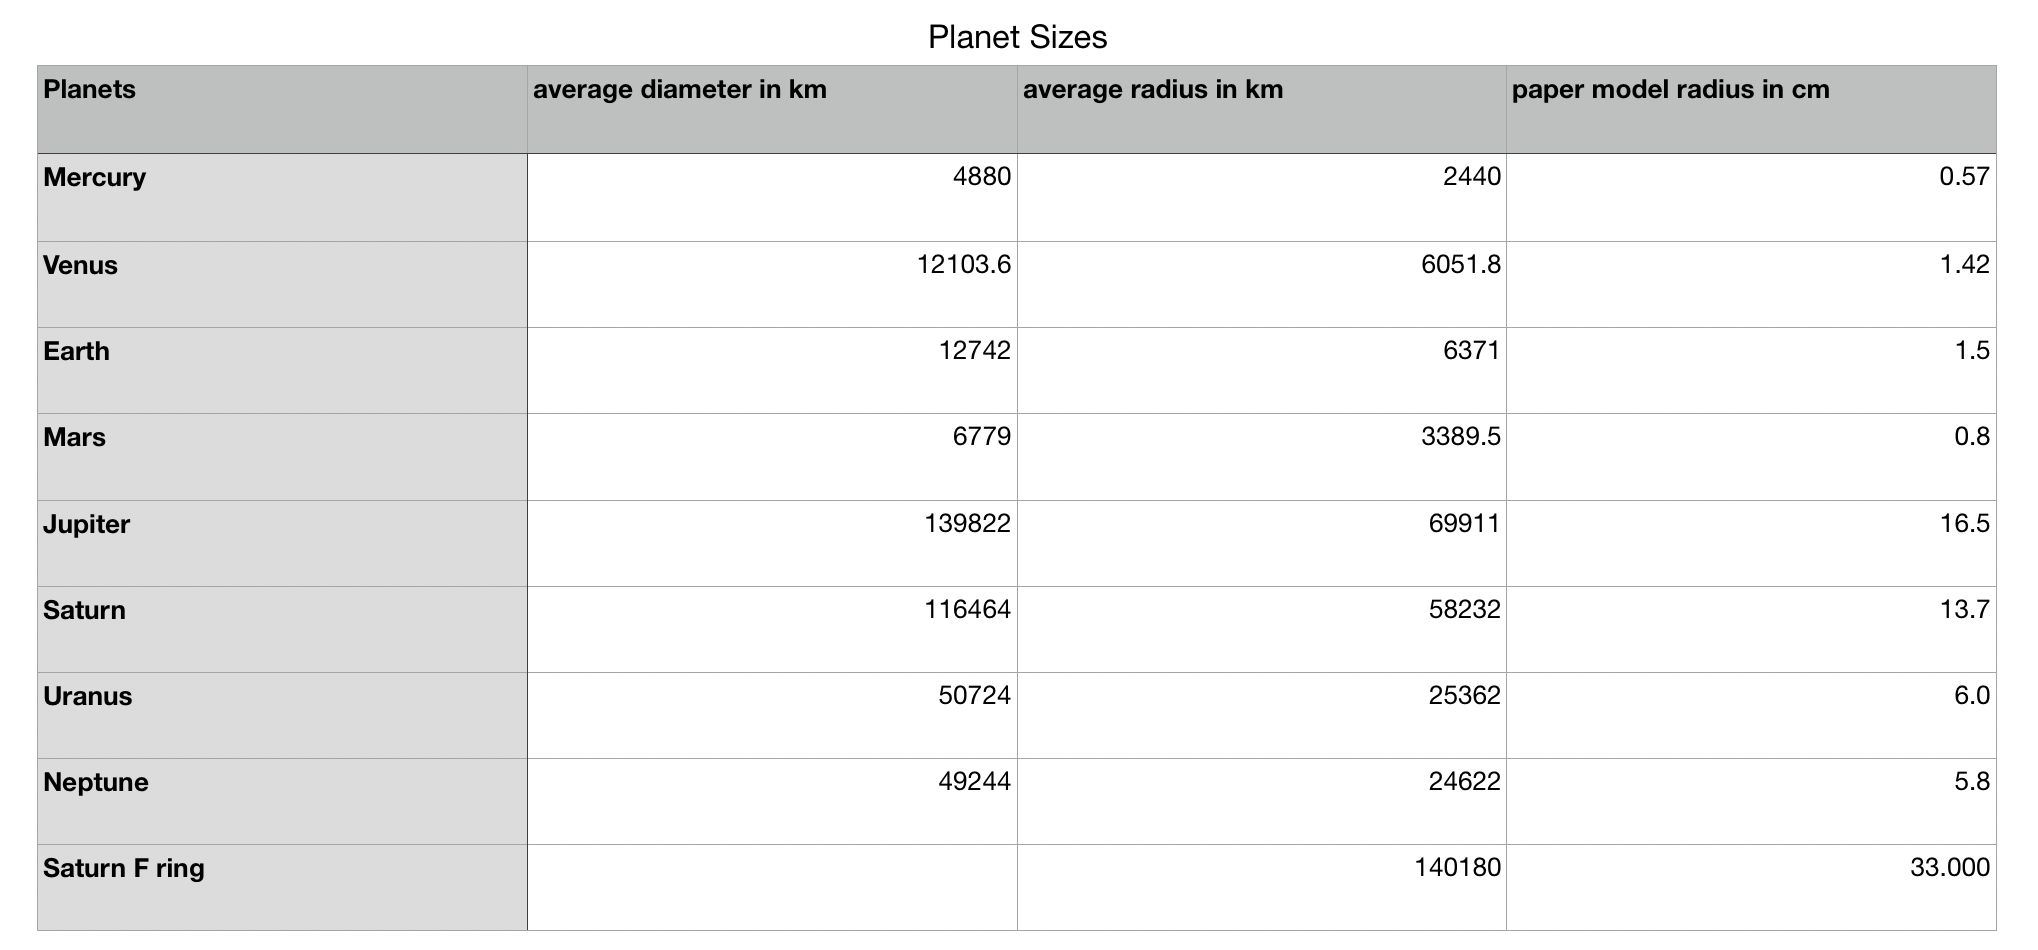 Planet Sizes
Planets average diameter in km average radius in km paper model radius in cm
Mercury 4880 2440 0.57
Venus 12103.6 6051.8 1.42
Earth 12742 6371 1.5
Mars 6779 3389.5 0.8
Jupiter 139822 69911 16.5
Saturn 116464 58232 13.7
Uranus 50724 25362 6.0
Neptune 49244 24622 5.8
Saturn F ring 140180 33.000